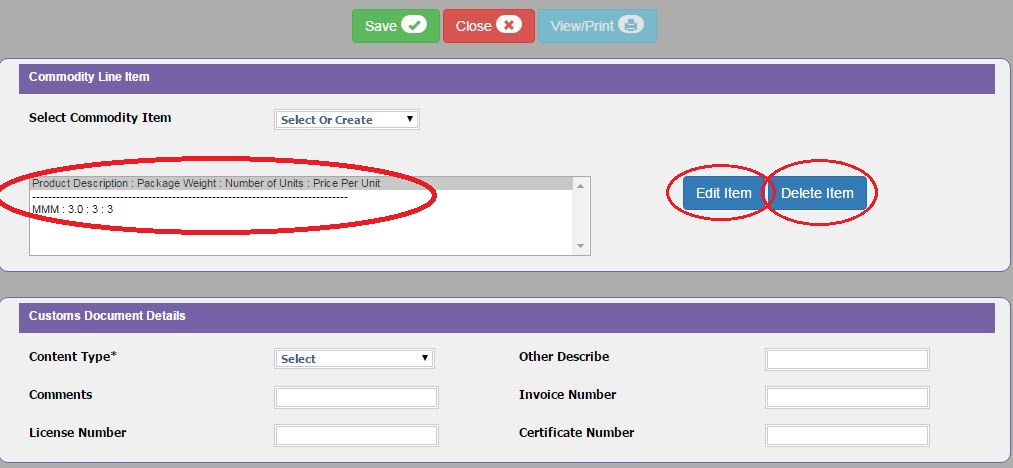 Save Close View/Print
Commodity Line Item
Select Commodity Item Select Or Create
Product Description : Package Weight : Number of Units : Price Per Unit
--------------------------------------------------------------------------------
MMM : 3.0 : 3 : 3
Edit Item Delete Item
Customs Document Details
Content Type* Select Other Describe
Comments Invoice Number
License Number Certificate Number